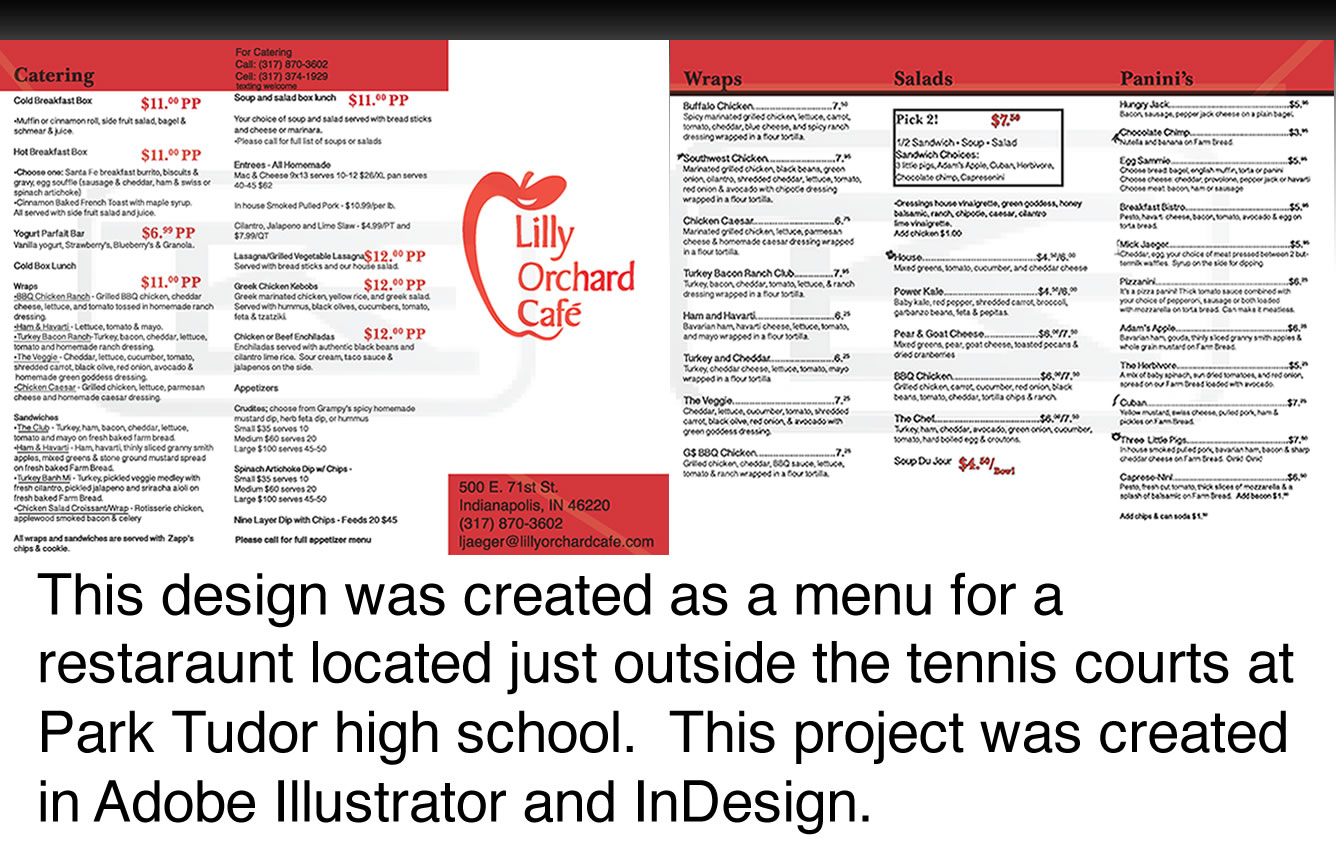 Catering
For Catering
Call: (317) 870-3602
Cell: (317) 374-1929
texting welcome
Cold Breakfast Box $11.00 PP
•Muffin or cinnamon roll, side fruit salad, bagel &
schmear & juice.
Hot Breakfast Box $11.00 PP
•Choose one: Santa Fe breakfast burrito, biscuits &
gravy, egg souffle (sausage & cheddar, ham & swiss or
spinach artichoke)
•Cinnamon Baked French Toast with maple syrup.
All served with side fruit salad and juice.
Yogurt Parfait Bar $6.99 PP
Vanilla yogurt, Strawberry's, Blueberry's & Granola.
Cold Box Lunch
$11.00 PP
Wraps
•BBQ Chicken Ranch - Grilled BBQ chicken, cheddar
cheese, lettuce, and tomato tossed in homemade ranch
dressing.
•Ham & Havarti - Lettuce, tomato & mayo.
•Turkey Bacon Ranch- Turkey, bacon, cheddar, lettuce,
tomato and homemade ranch dressing.
•The Veggie - Cheddar, lettuce, cucumber, tomato,
shredded carrot, black olive, red onion, avocado &
homemade green goddess dressing.
•Chicken Caesar - Grilled chicken, lettuce, parmesan
cheese and homemade caesar dressing.
Sandwiches
•The Club - Turkey, ham, bacon, cheddar, lettuce,
tomato and mayo on fresh baked farm bread.
•Ham & Havarti - Ham, havarti, thinly sliced granny smith
apples, mixed greens & stone ground mustard spread
on fresh baked Farm Bread.
•Turkey Banh Mi - Turkey, pickled veggie medley with
fresh cilantro, pickled jalapeno and sriracha aioli on
fresh baked Farm Bread.
•Chicken Salad Croissant/Wrap - Rotisserie chicken,
applewood smoked bacon & celery
All wraps and sandwiches are served with Zapp's
chips & cookie.
Soup and salad box lunch $11.00 PP
Your choice of soup and salad served with bread sticks
and cheese or marinara.
•Please call for full list of soups or salads
Entrees - All Homemade
Mac & Cheese 9x13 serves 10-12 $26/XL pan serves
40-45 $62
In house Smoked Pulled Pork - $10.99/per lb.
Cilantro, Jalapeno and Lime Slaw - $4.99/PT and
$7.99/QT
Lasagna/Grilled Vegetable Lasagna $12.00 PP
Served with bread sticks and our house salad.
Greek Chicken Kebobs $12.00 PP
Greek marinated chicken, yellow rice, and greek salad.
Served with hummus, black olives, cucumbers, tomato,
feta & tzatziki.
Chicken or Beef Enchiladas $12.00 PP
Enchiladas served with authentic black beans and
cilantro lime rice. Sour cream, taco sauce &
jalapenos on the side.
Appetizers
Crudites; choose from Grampy's spicy homemade
mustard dip, herb feta dip, or hummus
Small $35 serves 10
Medium $60 serves 20
Large $100 serves 45-50
Spinach Artichoke Dip w/ Chips -
Small $35 serves 10
Medium $60 serves 20
Large $100 serves 45-50
Nine Layer Dip with Chips - Feeds 20 $45
Please call for full appetizer menu
Lilly
Orchard
Café
500 E. 71st St.
Indianapolis, IN 46220
(317) 870-3602
ljaeger@lillyorchardcafe.com
Wraps
Buffalo Chicken 7.50
Spicy marinated grilled chicken, lettuce, carrot,
tomato, cheddar, blue cheese, and spicy ranch
dressing wrapped in a flour tortilla.
Southwest Chicken 7.95
Marinated grilled chicken, black beans, green
onion, cilantro, shredded cheddar, lettuce, tomato,
red onion & avocado with chipotle dressing
wrapped in a flour tortilla.
Chicken Caesar 6.75
Marinated grilled chicken, lettuce, parmesan
cheese & homemade caesar dressing wrapped
in a flour tortilla.
Turkey Bacon Ranch Club 7.95
Turkey, bacon, cheddar, tomato, lettuce, & ranch
dressing wrapped in a flour tortilla.
Ham and Havarti 6.25
Bavarian ham, havarti cheese, lettuce, tomato,
and mayo wrapped in a flour tortilla.
Turkey and Cheddar 6.25
Turkey, cheddar cheese, lettuce, tomato, mayo
wrapped in a flour tortilla
The Veggie 7.25
Cheddar, lettuce, cucumber, tomato, shredded
carrot, black olive, red onion, & avocado with
green goddess dressing.
G$ BBQ Chicken 7.25
Grilled chicken, cheddar, BBQ sauce, lettuce,
tomato & ranch wrapped in a flour tortilla.
Salads
Pick 2! $7.50
1/2 Sandwich • Soup • Salad
Sandwich Choices:
3 little pigs, Adam's Apple, Cuban, Herbivore,
Chocolate chimp, Capresonini
•Dressings house vinaigrette, green goddess, honey
balsamic, ranch, chipotle, caesar, cilantro
lime vinaigrette.
Add chicken $1.00
House
Mixed greens, tomato, cucumber, and cheddar cheese
Power Kale
Baby kale, red pepper, shredded carrot, broccoli,
garbanzo beans, feta & pepitas.
Pear & Goat Cheese
Mixed greens, pear, goat cheese, toasted pecans &
dried cranberries
BBQ Chicken
Grilled chicken, carrot, cucumber, red onion, black
beans, tomato, cheddar, tortilla chips & ranch.
The Chef
Turkey, ham, cheddar, avocado, green onion, cucumber,
tomato, hard boiled egg & croutons.
Soup Du Jour $4.50/Bowl
Panini's
Hungry Jack $5.95
Bacon, sausage, pepper jack cheese on a plain bagel.
Chocolate Chimp $3.95
Nutella and banana on Farm Bread.
Egg Sammie $5.95
Choose bread: bagel, english muffin, torta or panini
Choose cheese: cheddar, provolone, pepper jack or havarti
Choose meat: bacon, ham or sausage
Breakfast Bistro $5.95
Pesto, havarti cheese, bacon, tomato, avocado & egg on
torta bread.
Mick Jaeger $5.95
Cheddar, egg, your choice of meat pressed between 2 but-
termilk waffles. Syrup on the side for dipping
Pizzanini $6.25
It's a pizza panini! Thick tomato sauce combined with
your choice of pepperoni, sausage or both loaded
with mozzarella on torta bread. Can make it meatless.
Adam's Apple $6.25
Bavarian ham, gouda, thinly sliced granny smith apples &
whole grain mustard on Farm Bread.
The Herbivore $5.25
A mix of baby spinach, sun dried tomatoes, and red onion,
spread on our Farm Bread loaded with avocado.
Cuban $7.25
Yellow mustard, swiss cheese, pulled pork, ham &
pickles on Farm Bread.
Three Little Pigs $7.50
In house smoked pulled pork, bavarian ham, bacon & sharp
cheddar cheese on Farm Bread. Oink! Oink!
Caprese-Nini $6.50
Pesto, fresh cut tomato, thick slices of mozzarella & a
splash of balsamic on Farm Bread. Add bacon
Add chips & can soda
This design was created as a menu for a
restaraunt located just outside the tennis courts at
Park Tudor high school. This project was created
in Adobe Illustrator and InDesign.